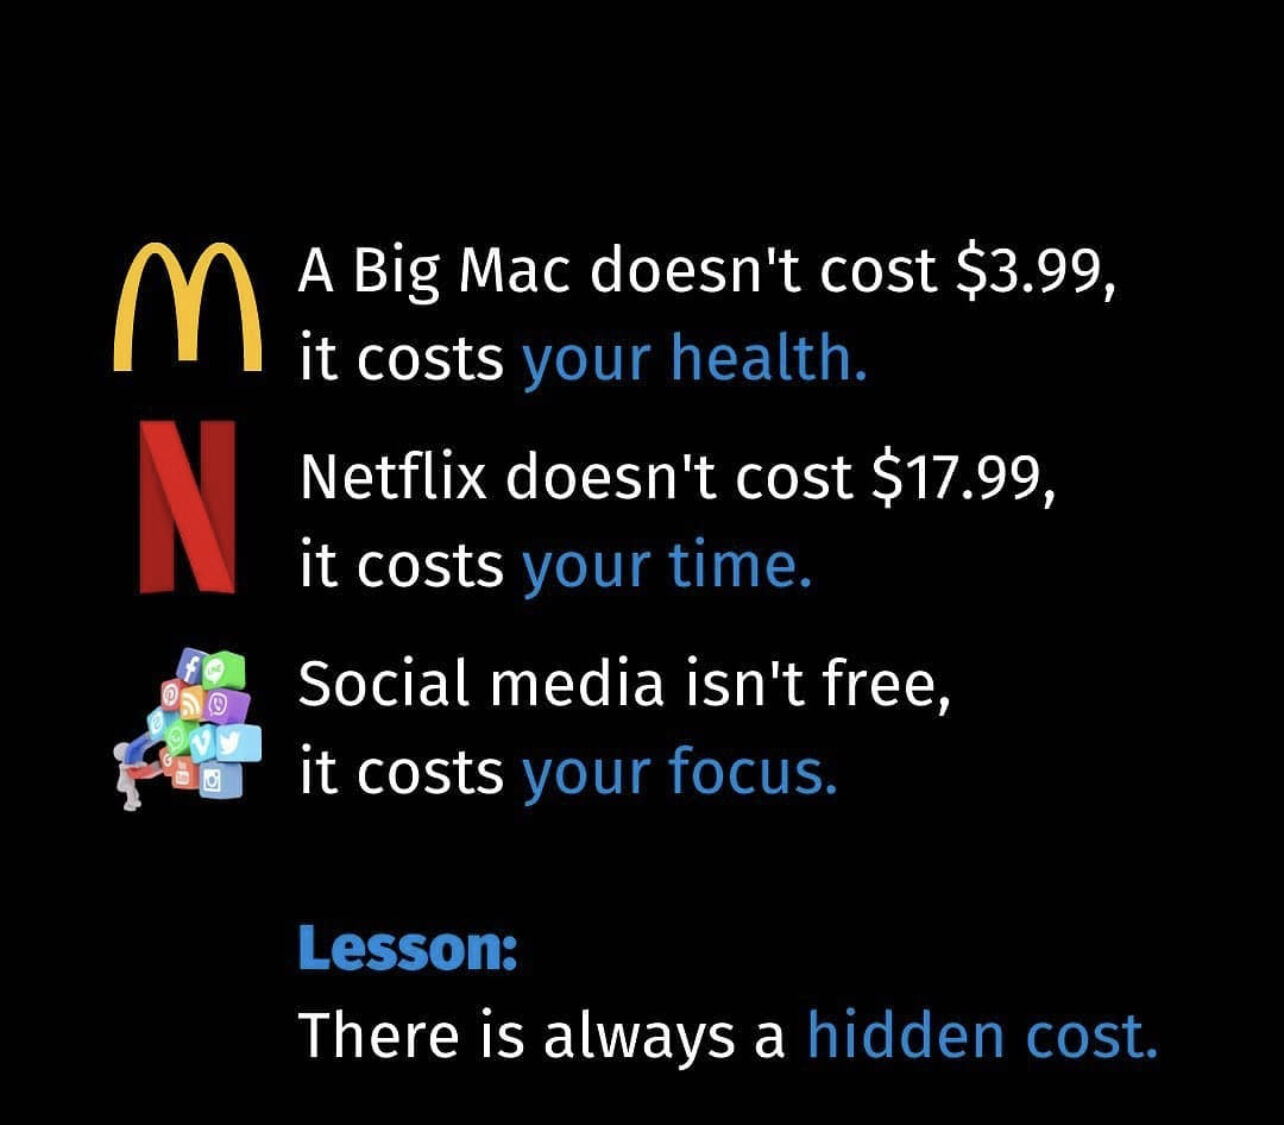 A Big Mac doesn't cost $3.99,
it costs your health.
Netflix doesn't cost $17.99,
it costs your time.
Social media isn't free,
it costs your focus.
Lesson:
There is always a hidden cost.